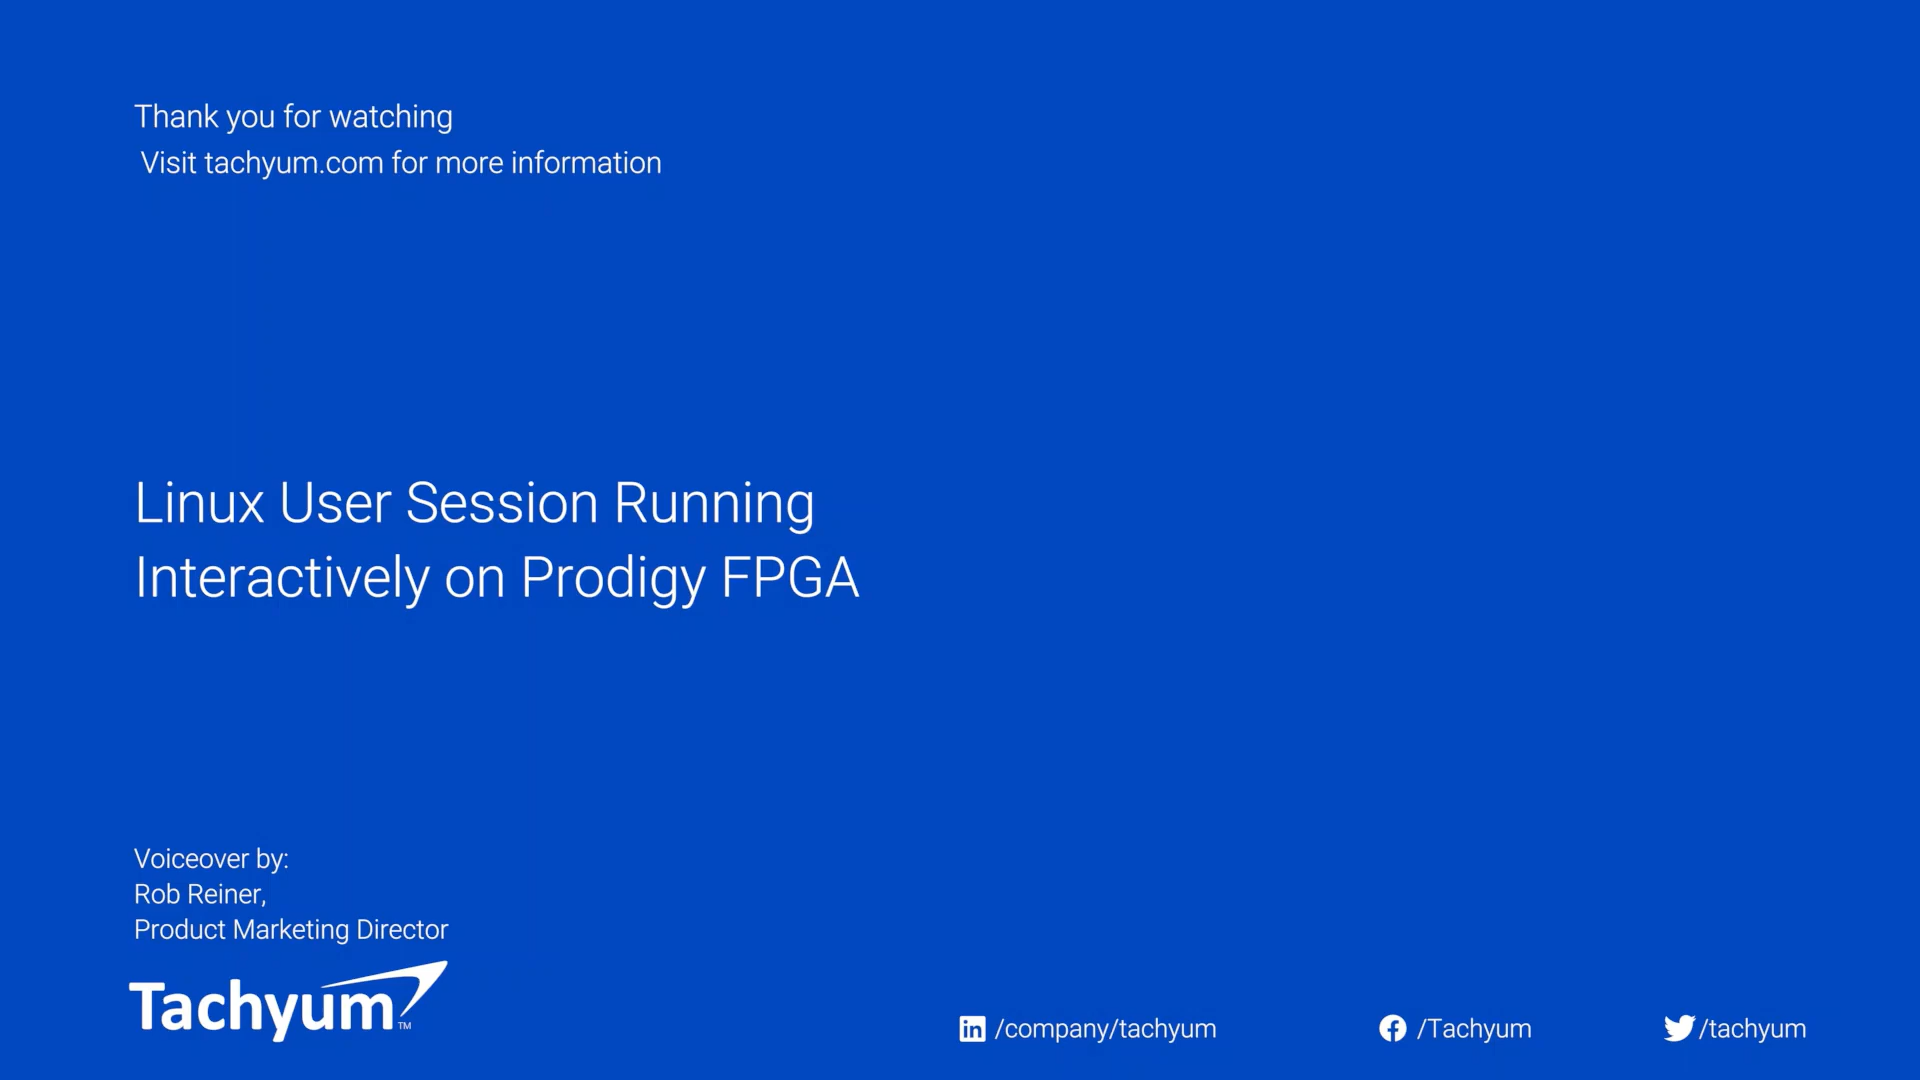 Thank you for watching
Visit tachyum.com for more information
Linux User Session Running
Interactively on Prodigy FPGA
Voiceover by:
Rob Reiner,
Product Marketing Director
Tachyum™
/company/tachyum
/Tachyum
/tachyum